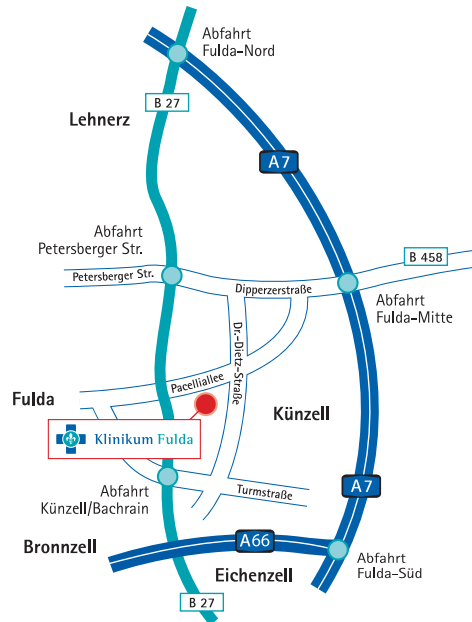 Abfahrt
Fulda-Nord
B 27
Lehnerz
A7
Abfahrt
Petersberger Str.
B 458
Petersberger Str.
Dipperzerstraße
Abfahrt
Fulda-Mitte
Dr.-Dietz-Straße
Pacelliallee
Fulda
Künzell
Klinikum Fulda
Abfahrt
Künzell/Bachrain
Turmstraße
A7
Bronnzell
A66
Abfahrt
Fulda-Süd
Eichenzell
B 27